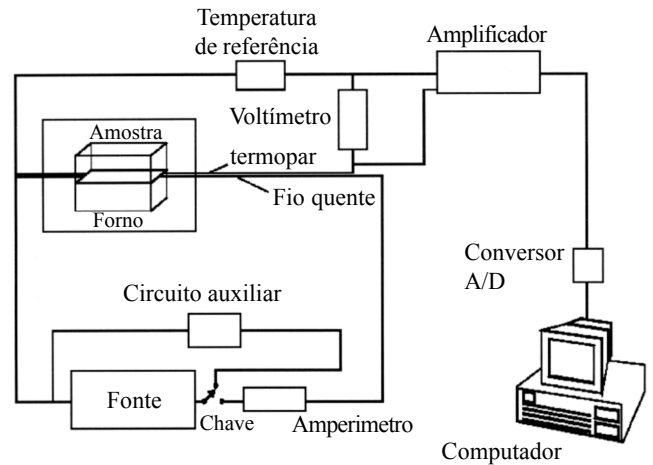 Temperatura
de referência
Amplificador
Voltímetro
Amostra
termopar
Fio quente
Forno
Conversor
A/D
Circuito auxiliar
Fonte
Chave
Amperimetro
Computador